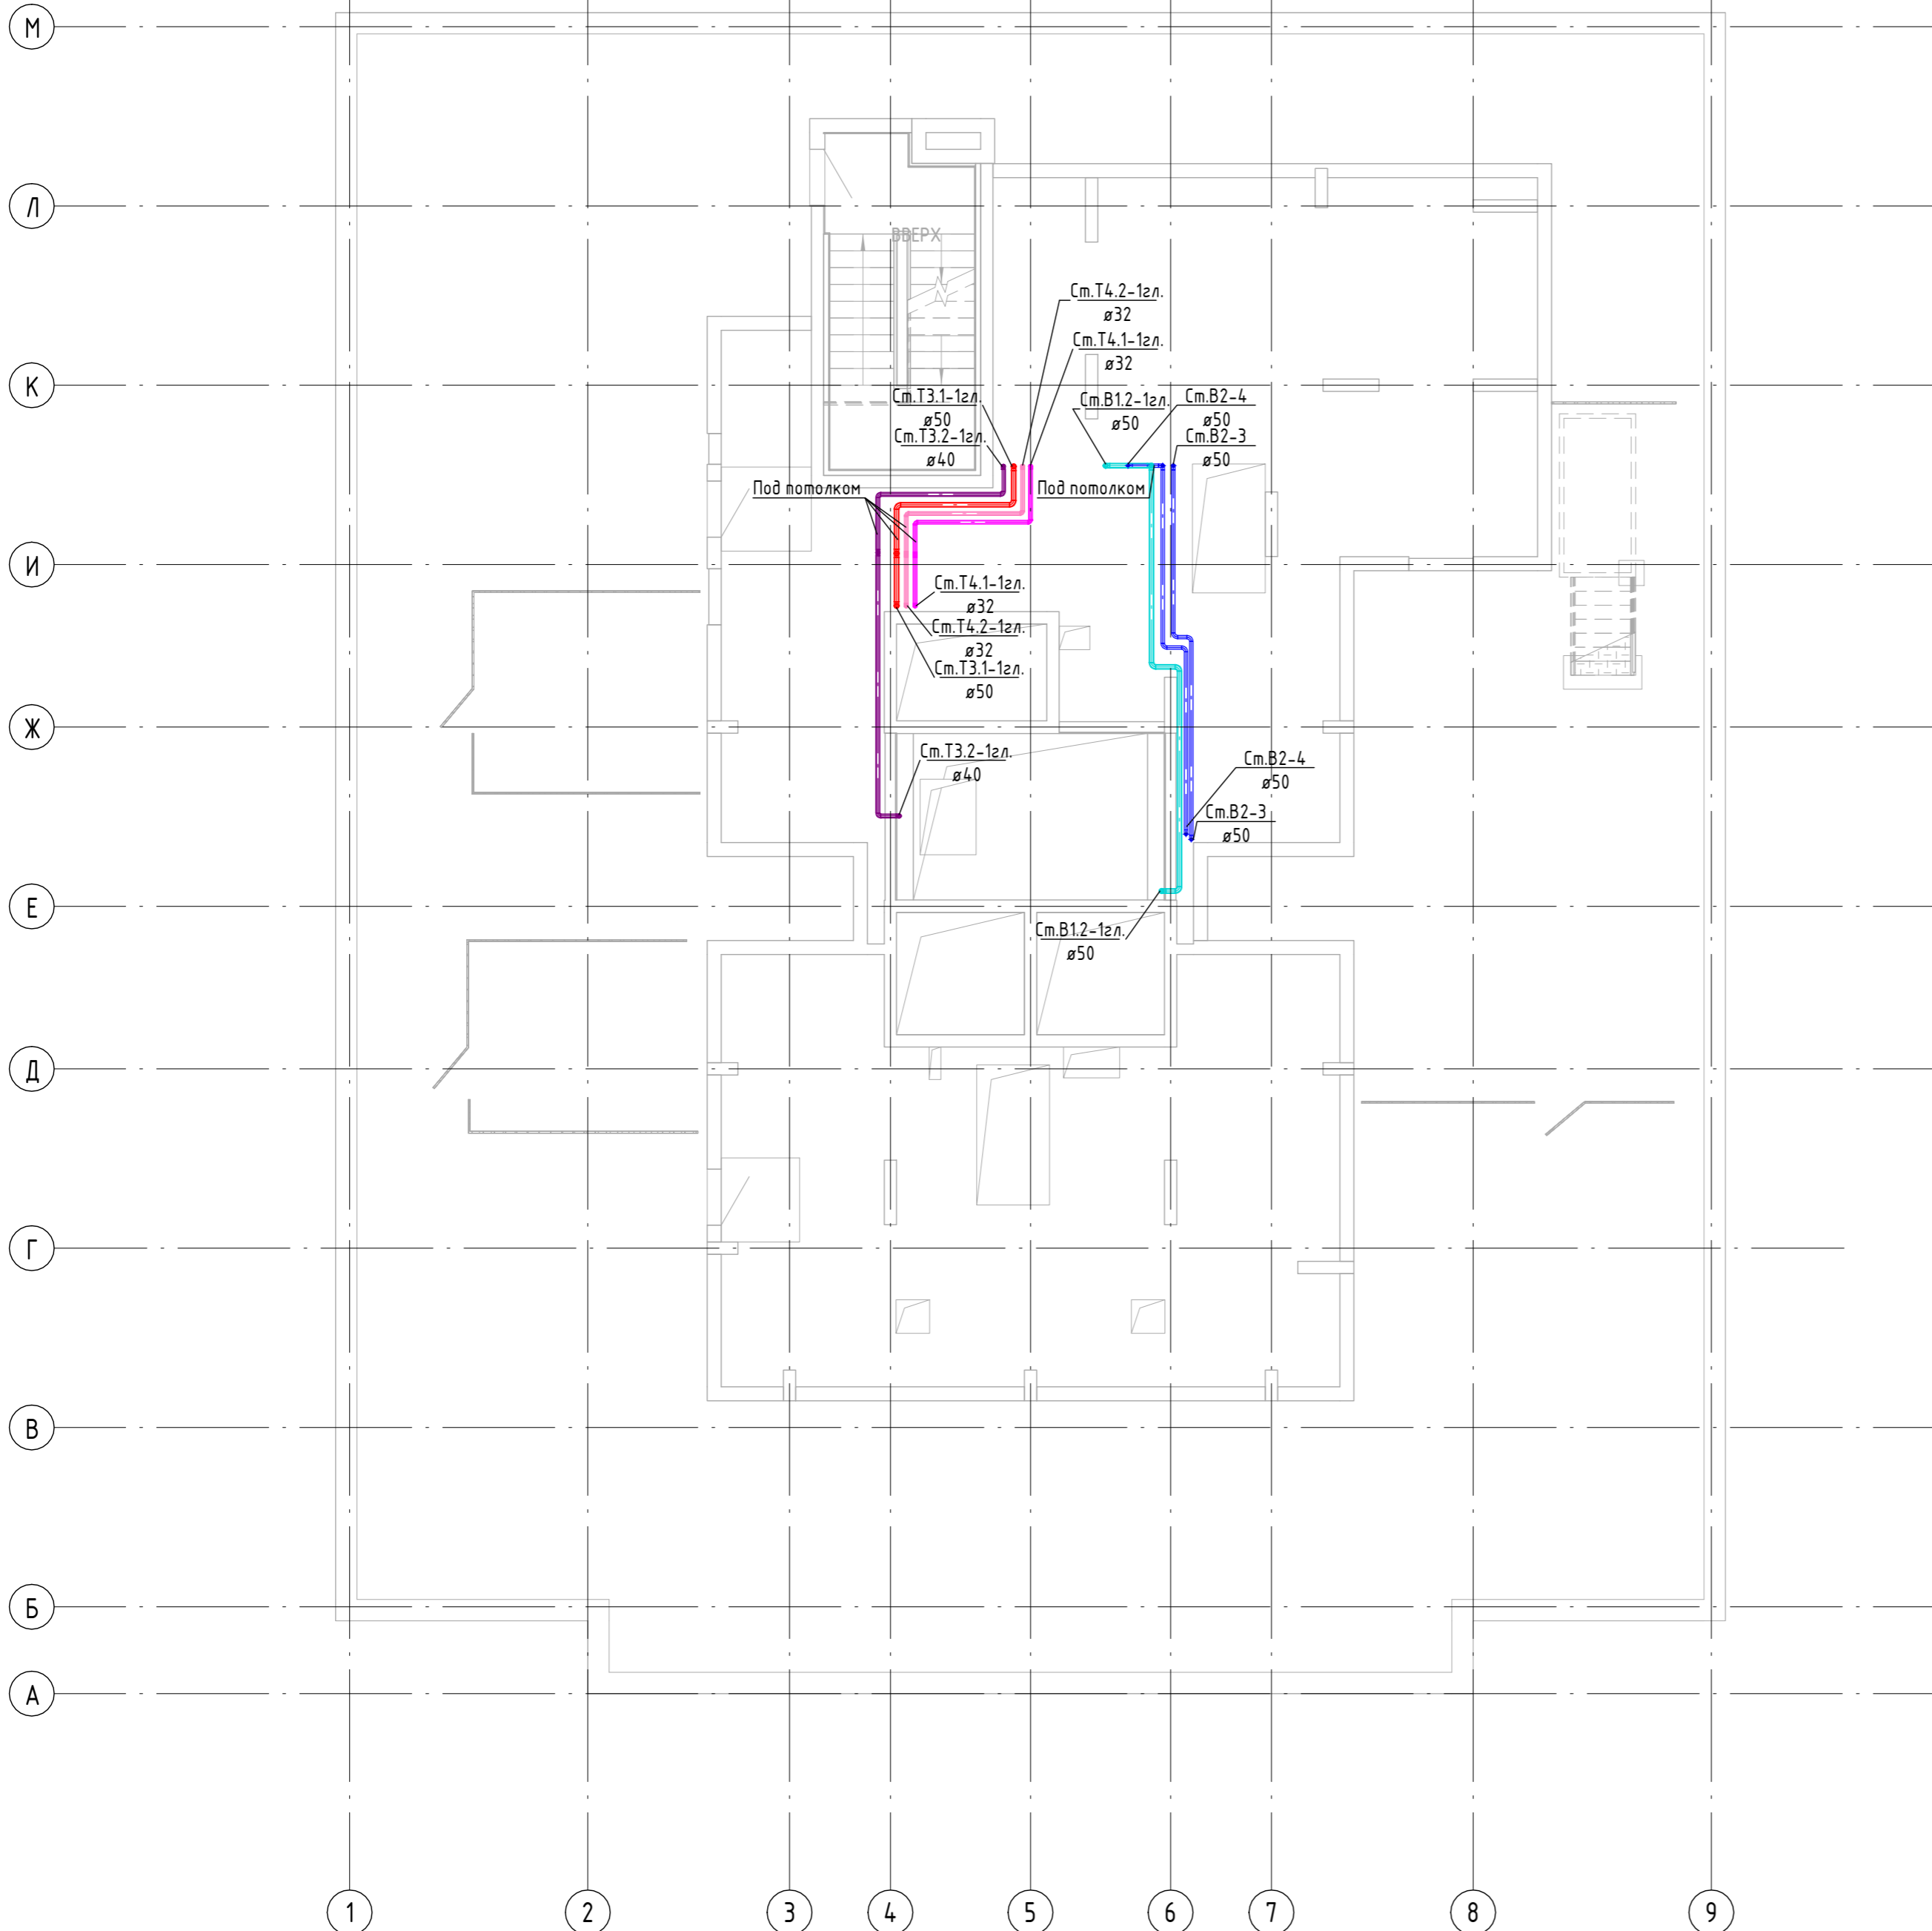 М
Л
ВВЕРХ
Ст.Т4.2-1гл.
ø32
Ст.Т4.1-1гл.
ø32
К
Ст.Т3.1-1гл.
ø50
Ст.Т3.2-1гл.
ø40
Ст.В1.2-1гл.
ø50
Ст.В2-4
ø50
Ст.В2-3
ø50
Под потолком
Под потолком
И
Ст.Т4.1-1гл.
ø32
Ст.Т4.2-1гл.
ø32
Ст.Т3.1-1гл.
ø50
Ж
Ст.Т3.2-1гл.
ø40
Ст.В2-4
ø50
Ст.В2-3
ø50
Е
Ст.В1.2-1гл.
ø50
Д
Г
В
Б
А
1 2 3 4 5 6 7 8 9